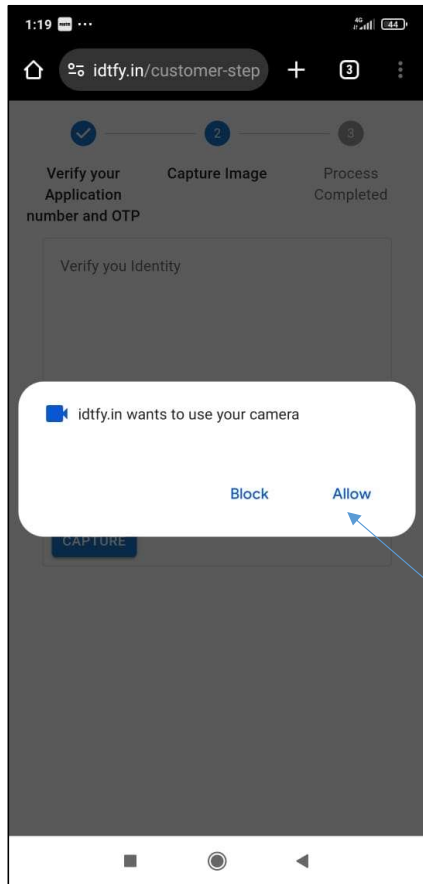 1:19 ... 4G 44
idtfy.in/customer-step + 3
2 3
Verify your Capture Image Process
Application Completed
number and OTP
Verify you Identity
idtfy.in wants to use your camera
Block Allow
CAPTURE